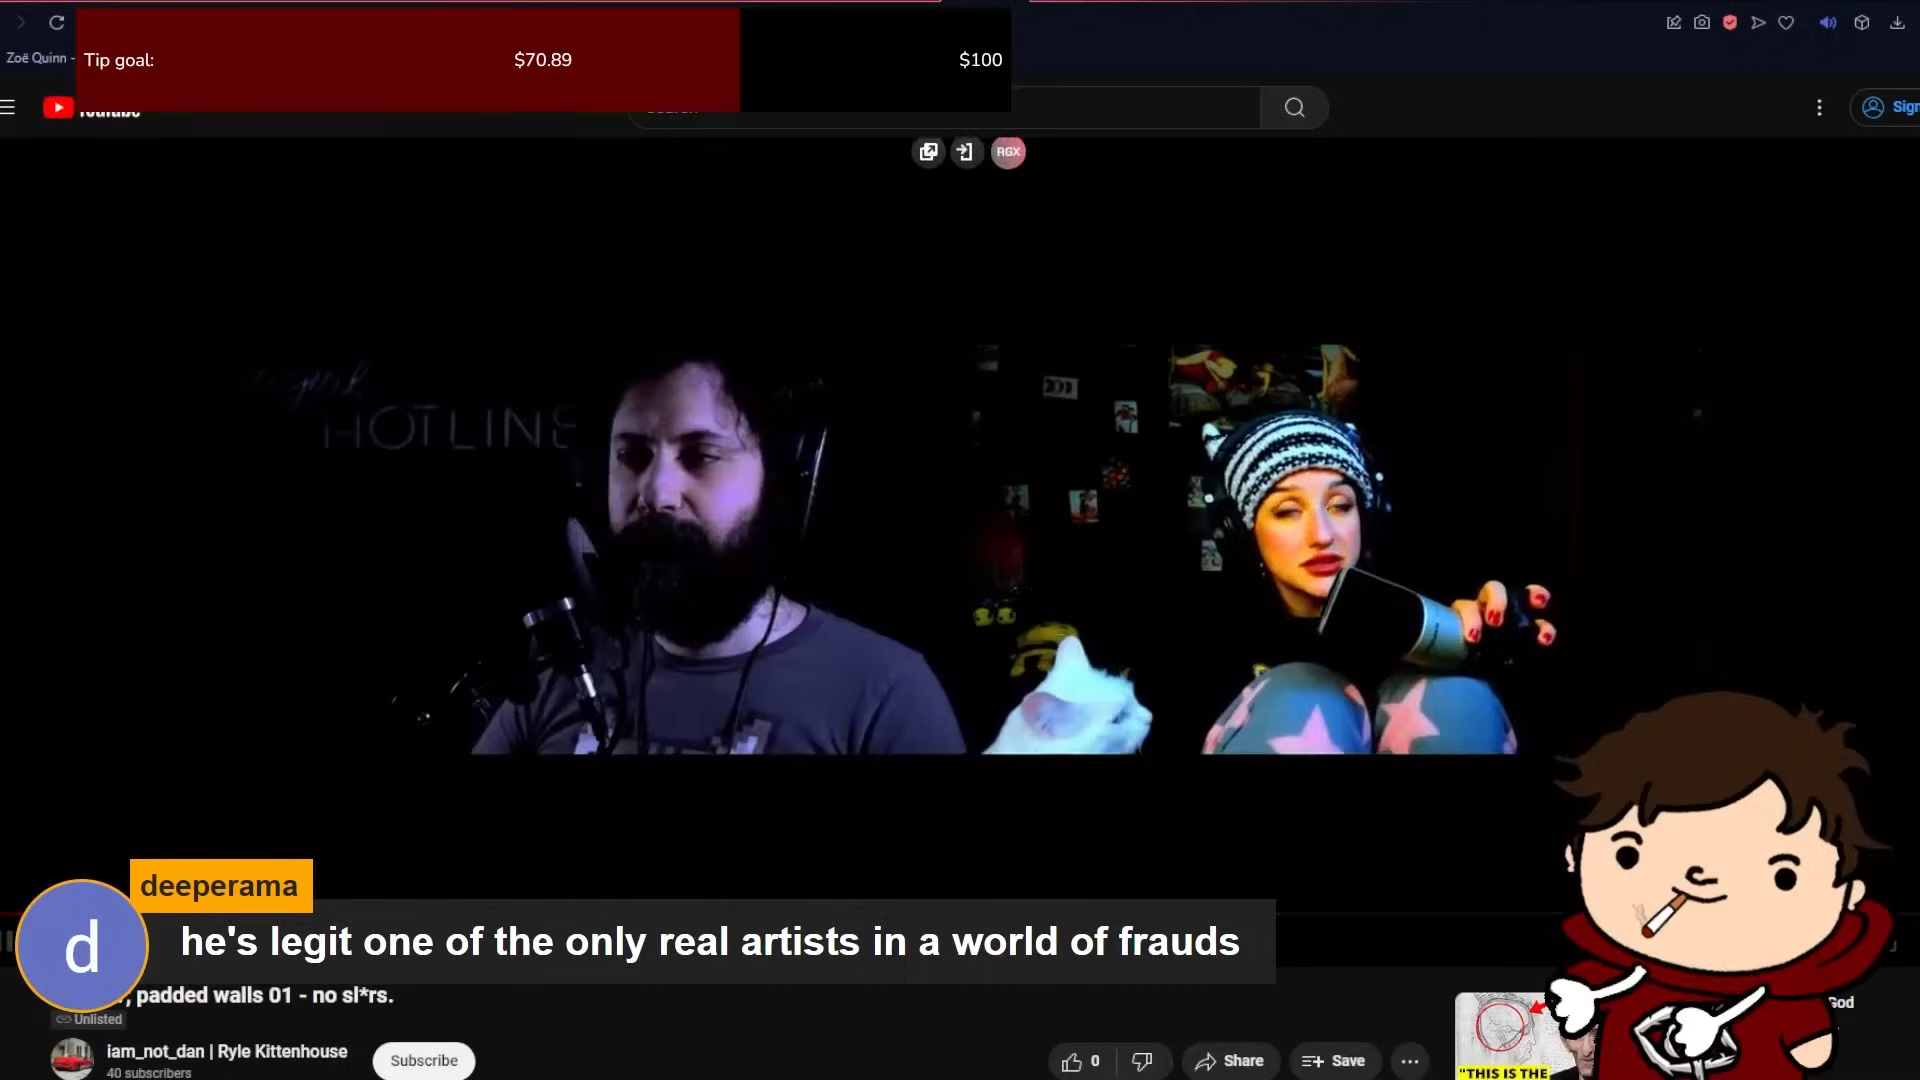 Zoë Quinn -
Tip goal:
$70.89
$100
Sign
RGX
HOTLINE
deeperama
d
he's legit one of the only real artists in a world of frauds
, padded walls 01 - no sl*rs.
Unlisted
God
iam_not_dan | Ryle Kittenhouse
40 subscribers
Subscribe
0
Share
Save
"THIS IS THE